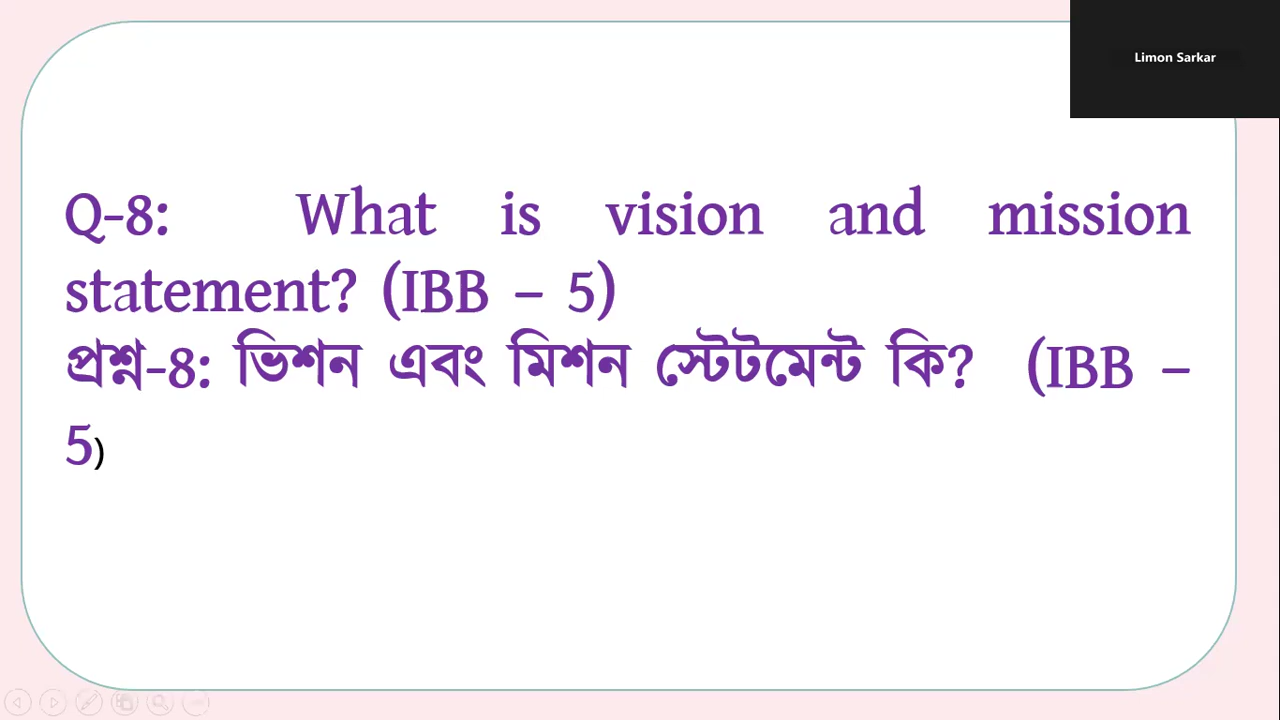 Limon Sarkar
Q-8: What is vision and mission
statement? (IBB – 5)
প্রশ্ন-8: ভিশন এবং মিশন স্টেটমেন্ট কি? (IBB –
5)